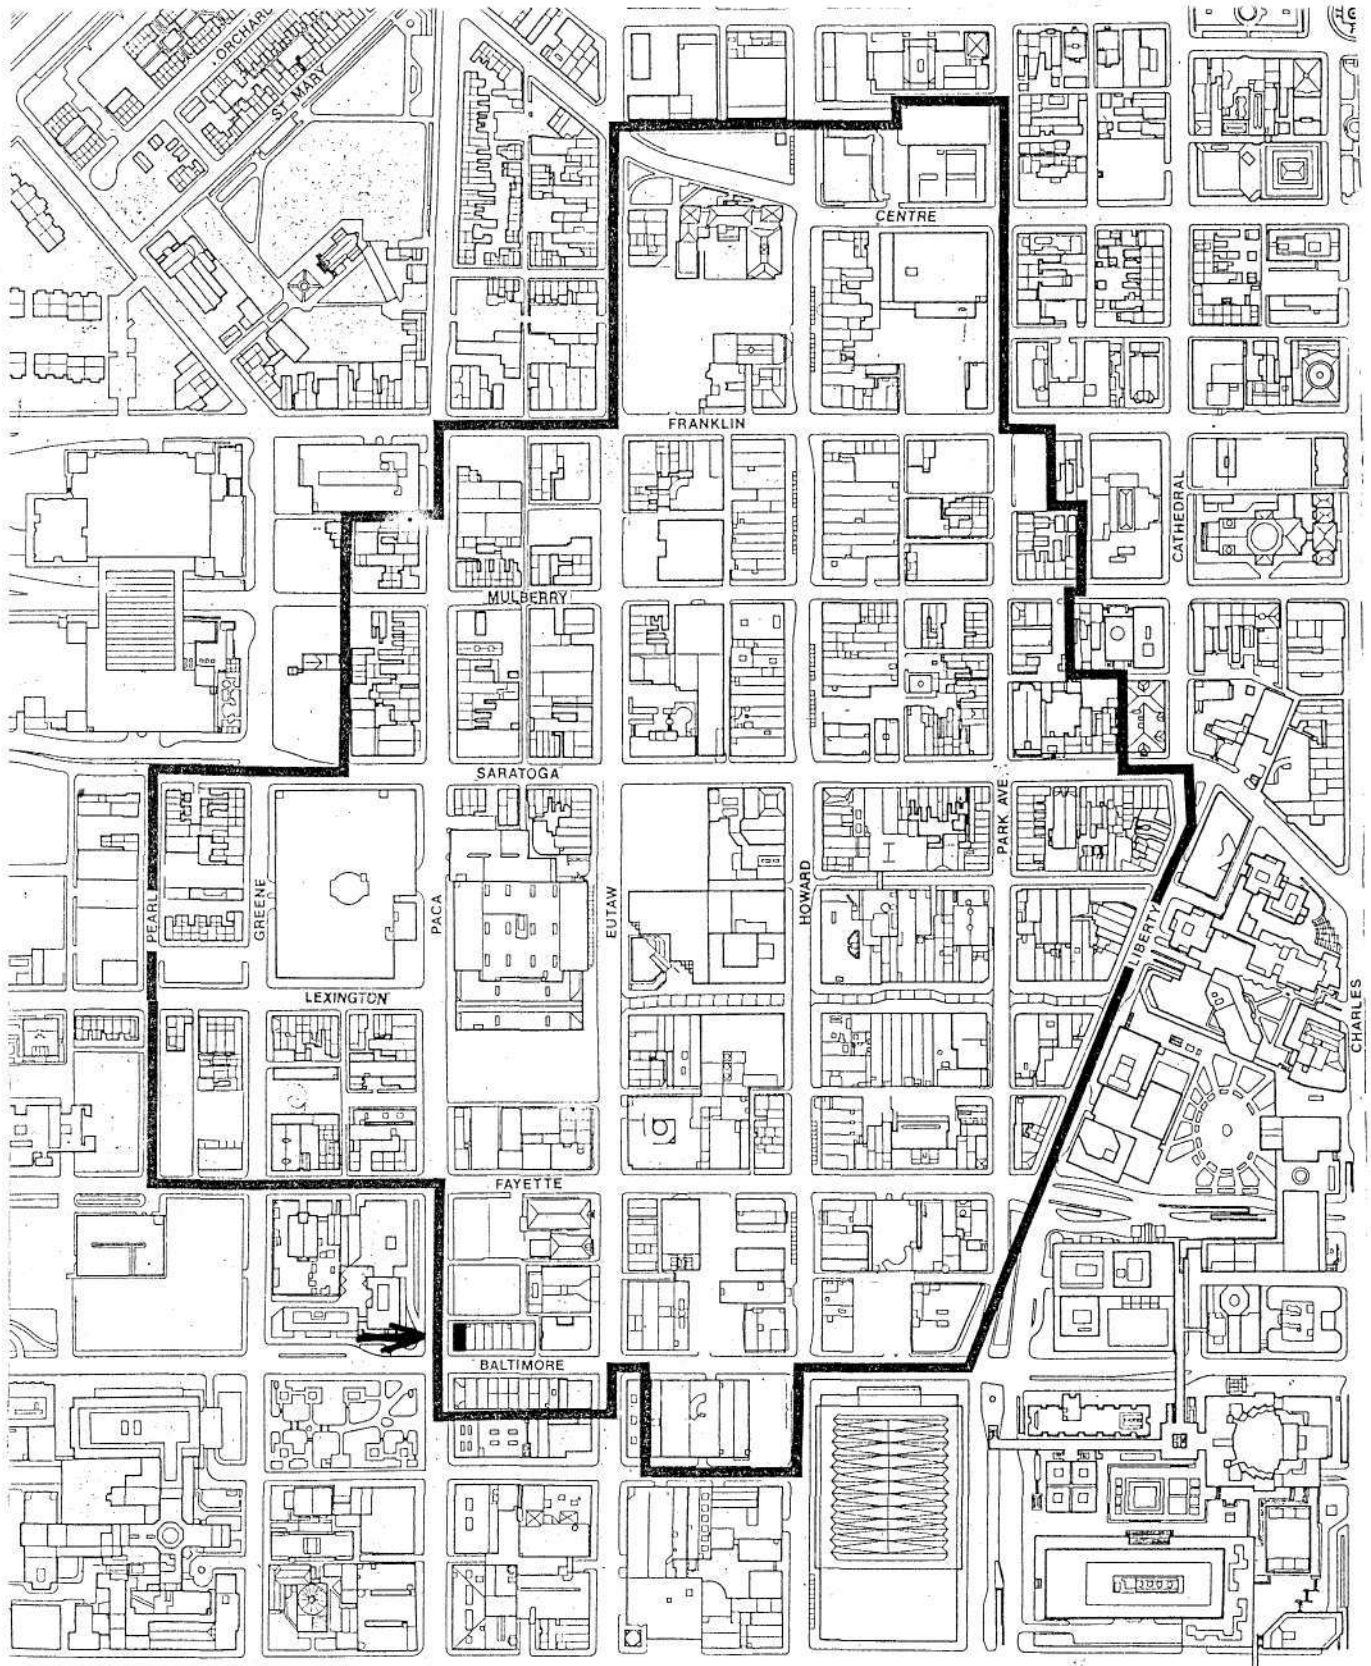 ORCHARD
ST MARY
CENTRE
FRANKLIN
CATHEDRAL
MULBERRY
SARATOGA
PARK AVE
PEARL
GREENE
PACA
EUTAW
HOWARD
LIBERTY
LEXINGTON
CHARLES
FAYETTE
BALTIMORE